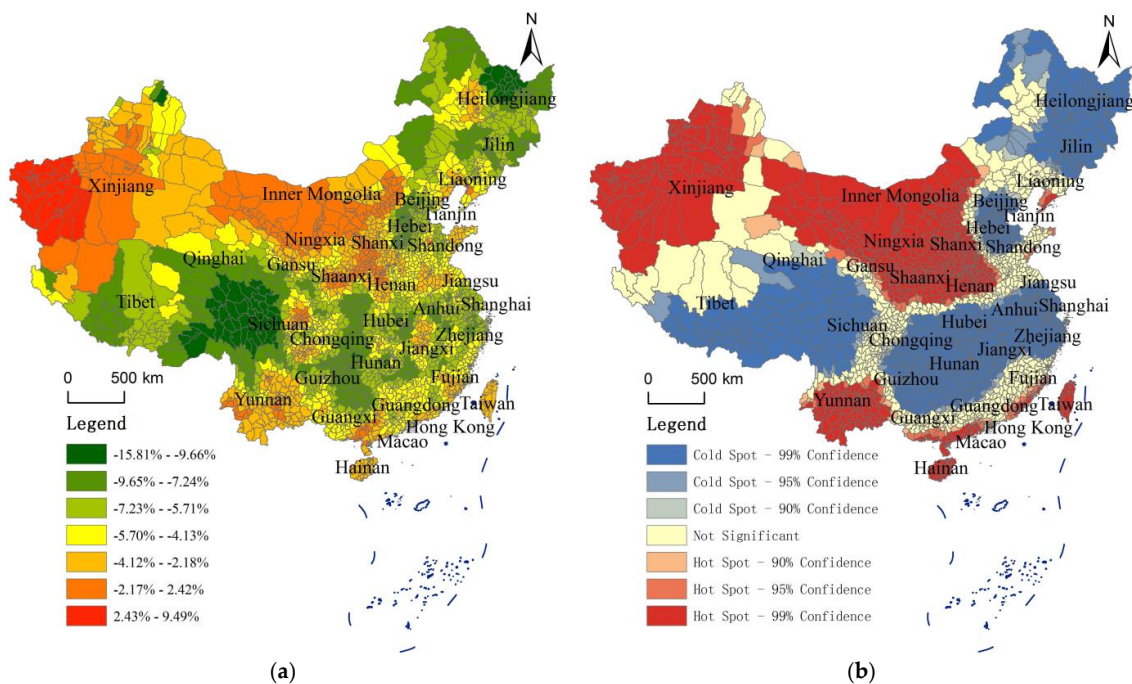 N
Heilongjiang
Jilin
Xinjiang
Inner Mongolia
Liaoning
Beijing
Tianjin
Hebei
Ningxia
Shanxi
Shandong
Qinghai
Gansu
Shaanxi
Henan
Jiangsu
Tibet
Anhui
Shanghai
Sichuan
Hubei
Zhejiang
Chongqing
Jiangxi
Hunan
Guizhou
Fujian
Yunnan
Guangxi
Guangdong
Taiwan
Hong Kong
Macao
Hainan
0 500 km
Legend
-15.81% - -9.66%
-9.65% - -7.24%
-7.23% - -5.71%
-5.70% - -4.13%
-4.12% - -2.18%
-2.17% - 2.42%
2.43% - 9.49%
(a)
N
Heilongjiang
Jilin
Xinjiang
Inner Mongolia
Liaoning
Beijing
Tianjin
Hebei
Ningxia
Shanxi
Shandong
Qinghai
Gansu
Shaanxi
Henan
Jiangsu
Tibet
Anhui
Shanghai
Sichuan
Hubei
Zhejiang
Chongqing
Jiangxi
Hunan
Guizhou
Fujian
Yunnan
Guangxi
Guangdong
Taiwan
Hong Kong
Macao
Hainan
0 500 km
Legend
Cold Spot - 99% Confidence
Cold Spot - 95% Confidence
Cold Spot - 90% Confidence
Not Significant
Hot Spot - 90% Confidence
Hot Spot - 95% Confidence
Hot Spot - 99% Confidence
(b)